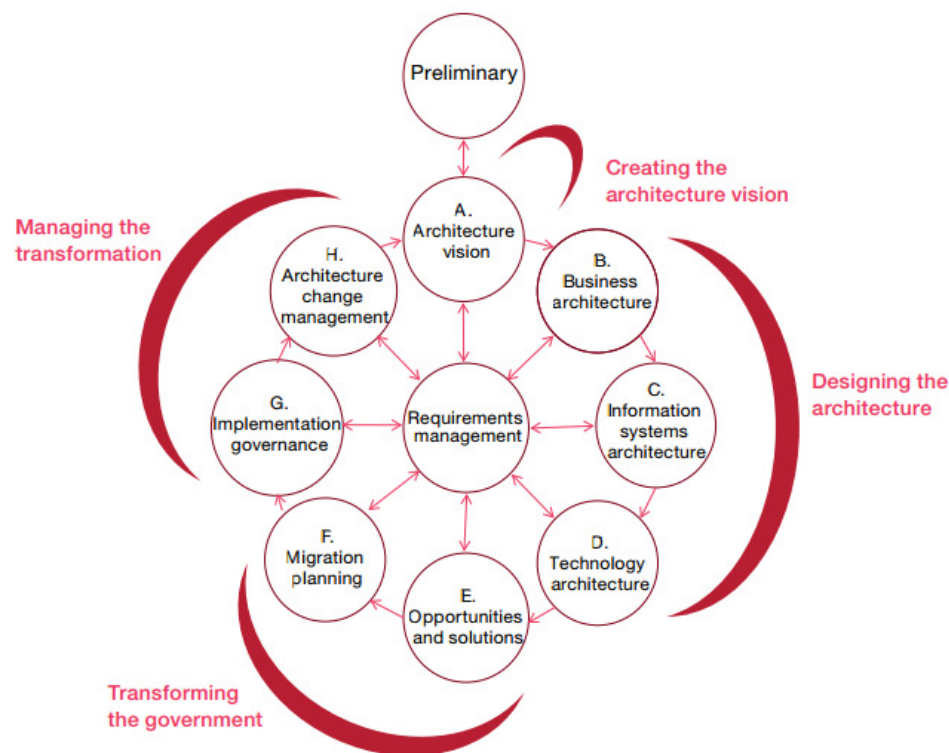 Preliminary
Creating the
architecture vision
A.
Architecture
vision
Managing the
transformation
H.
Architecture
change
management
B.
Business
architecture
Designing the
architecture
G.
Implementation
governance
Requirements
management
C.
Information
systems
architecture
F.
Migration
planning
D.
Technology
architecture
E.
Opportunities
and solutions
Transforming
the government